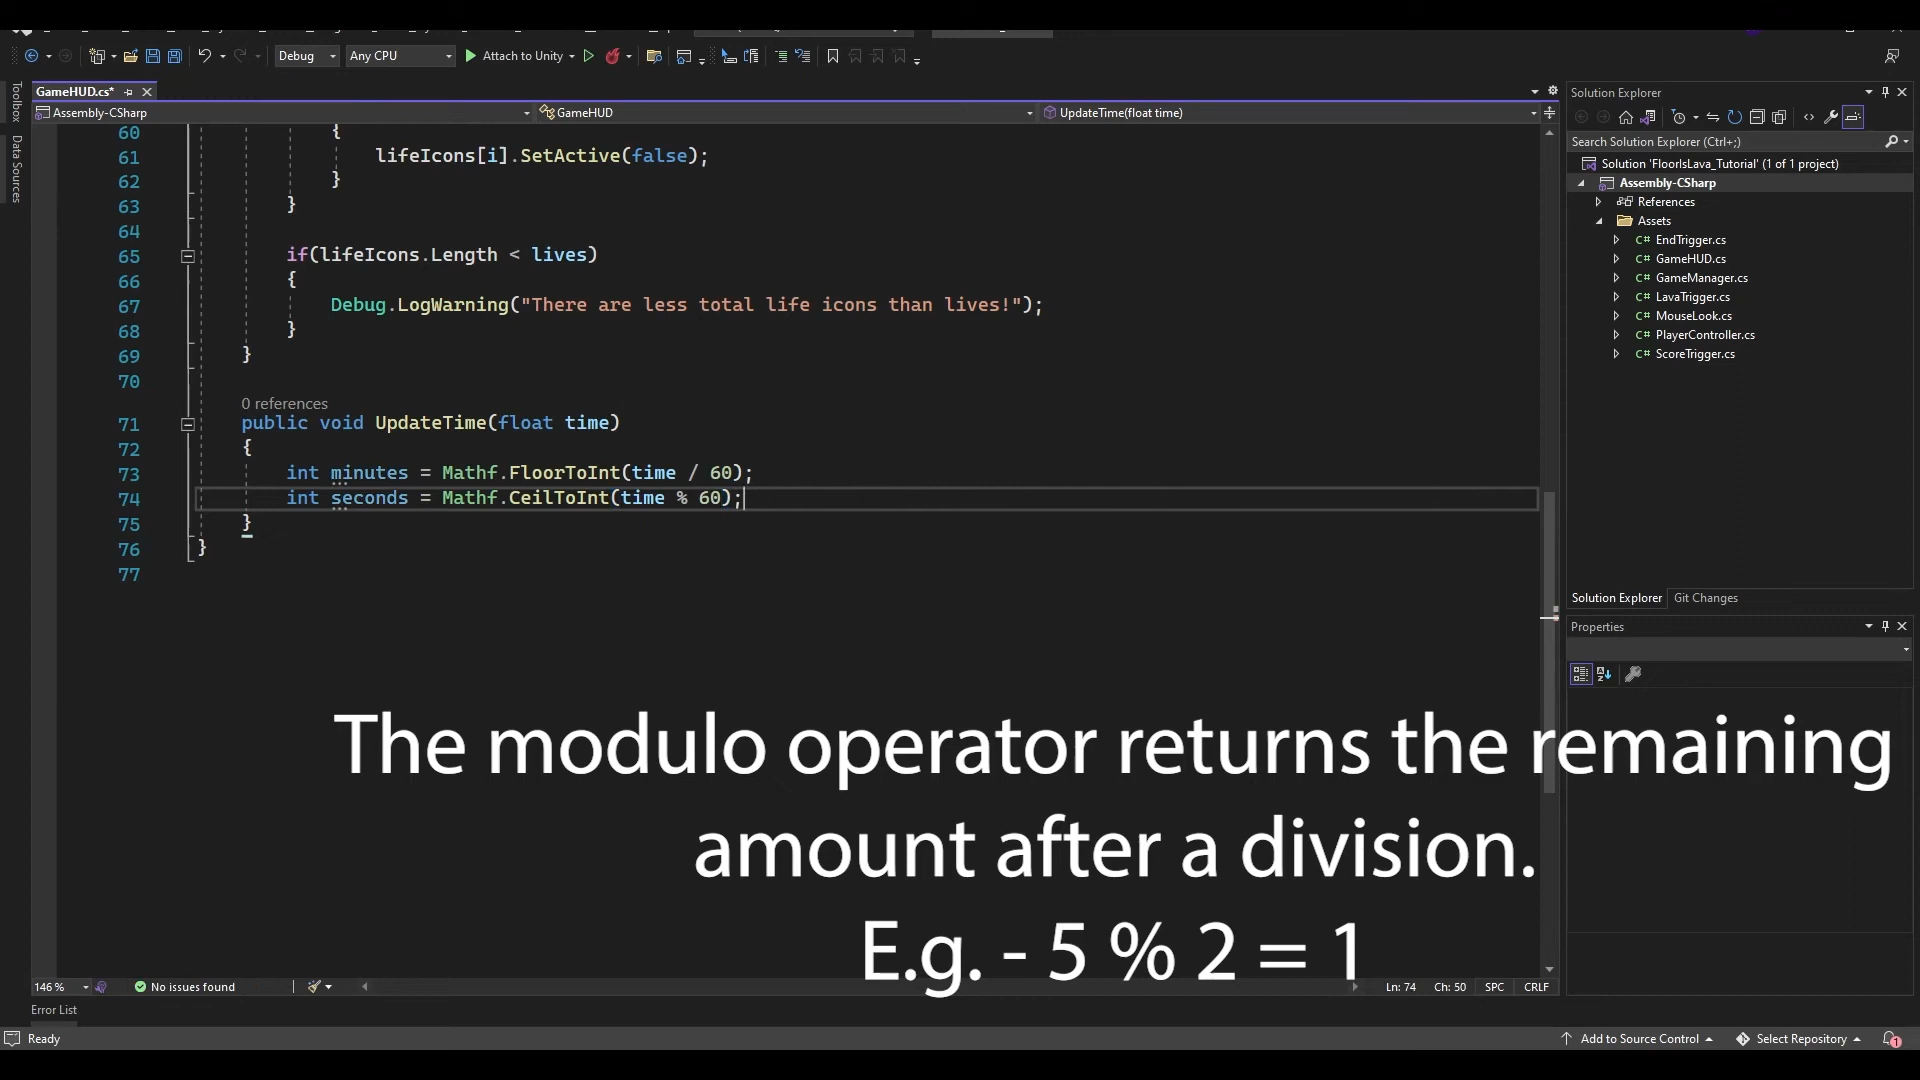 Debug
Any CPU
Attach to Unity
Toolbox
Data Sources
GameHUD.cs*
Assembly-CSharp
GameHUD
UpdateTime(float time)
60 {
61 lifeIcons[i].SetActive(false);
62 }
63 }
64
65 if(lifeIcons.Length < lives)
66 {
67 Debug.LogWarning("There are less total life icons than lives!");
68 }
69 }
70
0 references
71 public void UpdateTime(float time)
72 {
73 int minutes = Mathf.FloorToInt(time / 60);
74 int seconds = Mathf.CeilToInt(time % 60);
75 }
76 }
77
The modulo operator returns the remaining
amount after a division.
E.g. - 5 % 2 = 1
146 %
No issues found
Ln: 74
Ch: 50
SPC
CRLF
Error List
Ready
Solution Explorer
Search Solution Explorer (Ctrl+;)
Solution 'FloorIsLava_Tutorial' (1 of 1 project)
Assembly-CSharp
References
Assets
C# EndTrigger.cs
C# GameHUD.cs
C# GameManager.cs
C# LavaTrigger.cs
C# MouseLook.cs
C# PlayerController.cs
C# ScoreTrigger.cs
Solution Explorer
Git Changes
Properties
Add to Source Control
Select Repository
1